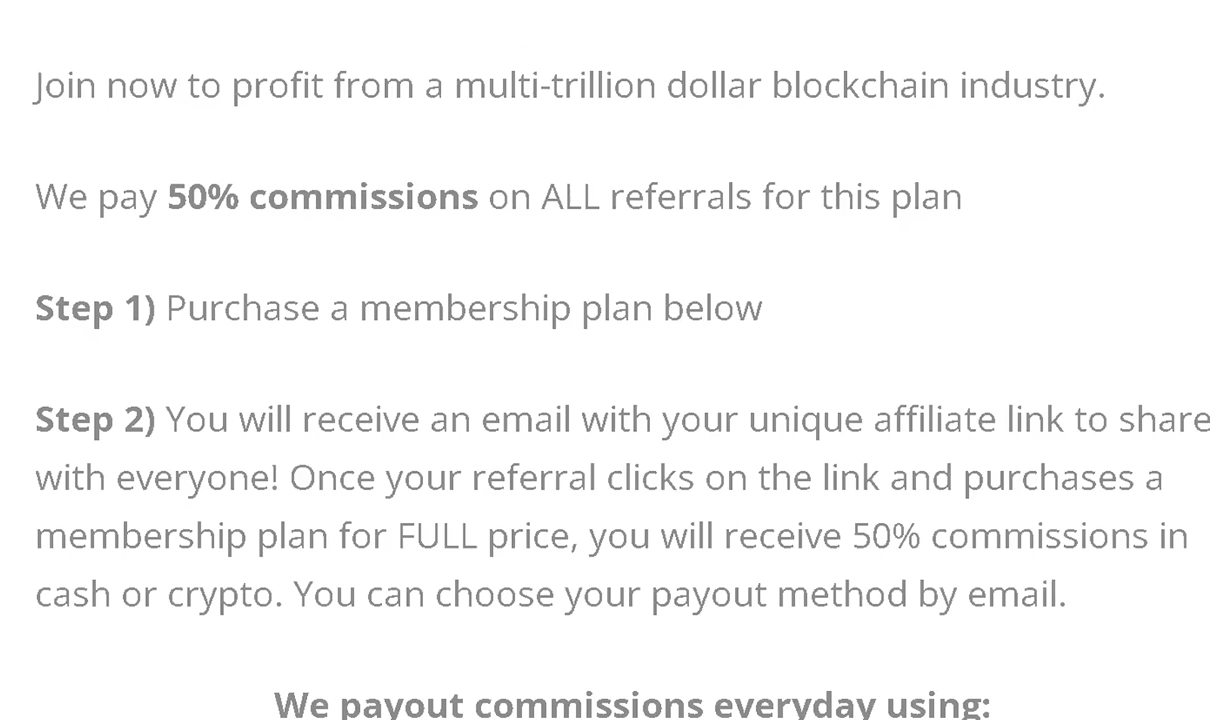 Join now to profit from a multi-trillion dollar blockchain industry.
We pay 50% commissions on ALL referrals for this plan
Step 1) Purchase a membership plan below
Step 2) You will receive an email with your unique affiliate link to share
with everyone! Once your referral clicks on the link and purchases a
membership plan for FULL price, you will receive 50% commissions in
cash or crypto. You can choose your payout method by email.
We payout commissions everyday using: